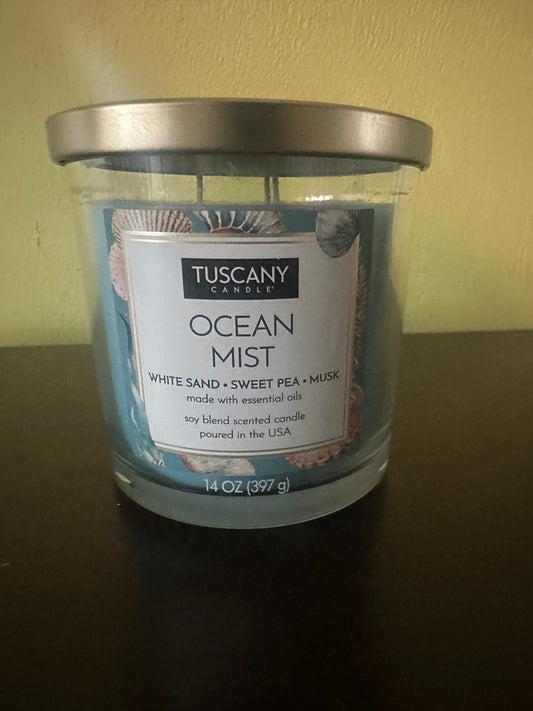 TUSCANY
CANDLE®
OCEAN
MIST
WHITE SAND • SWEET PEA • MUSK
made with essential oils
soy blend scented candle
poured in the USA
14 OZ (397 g)